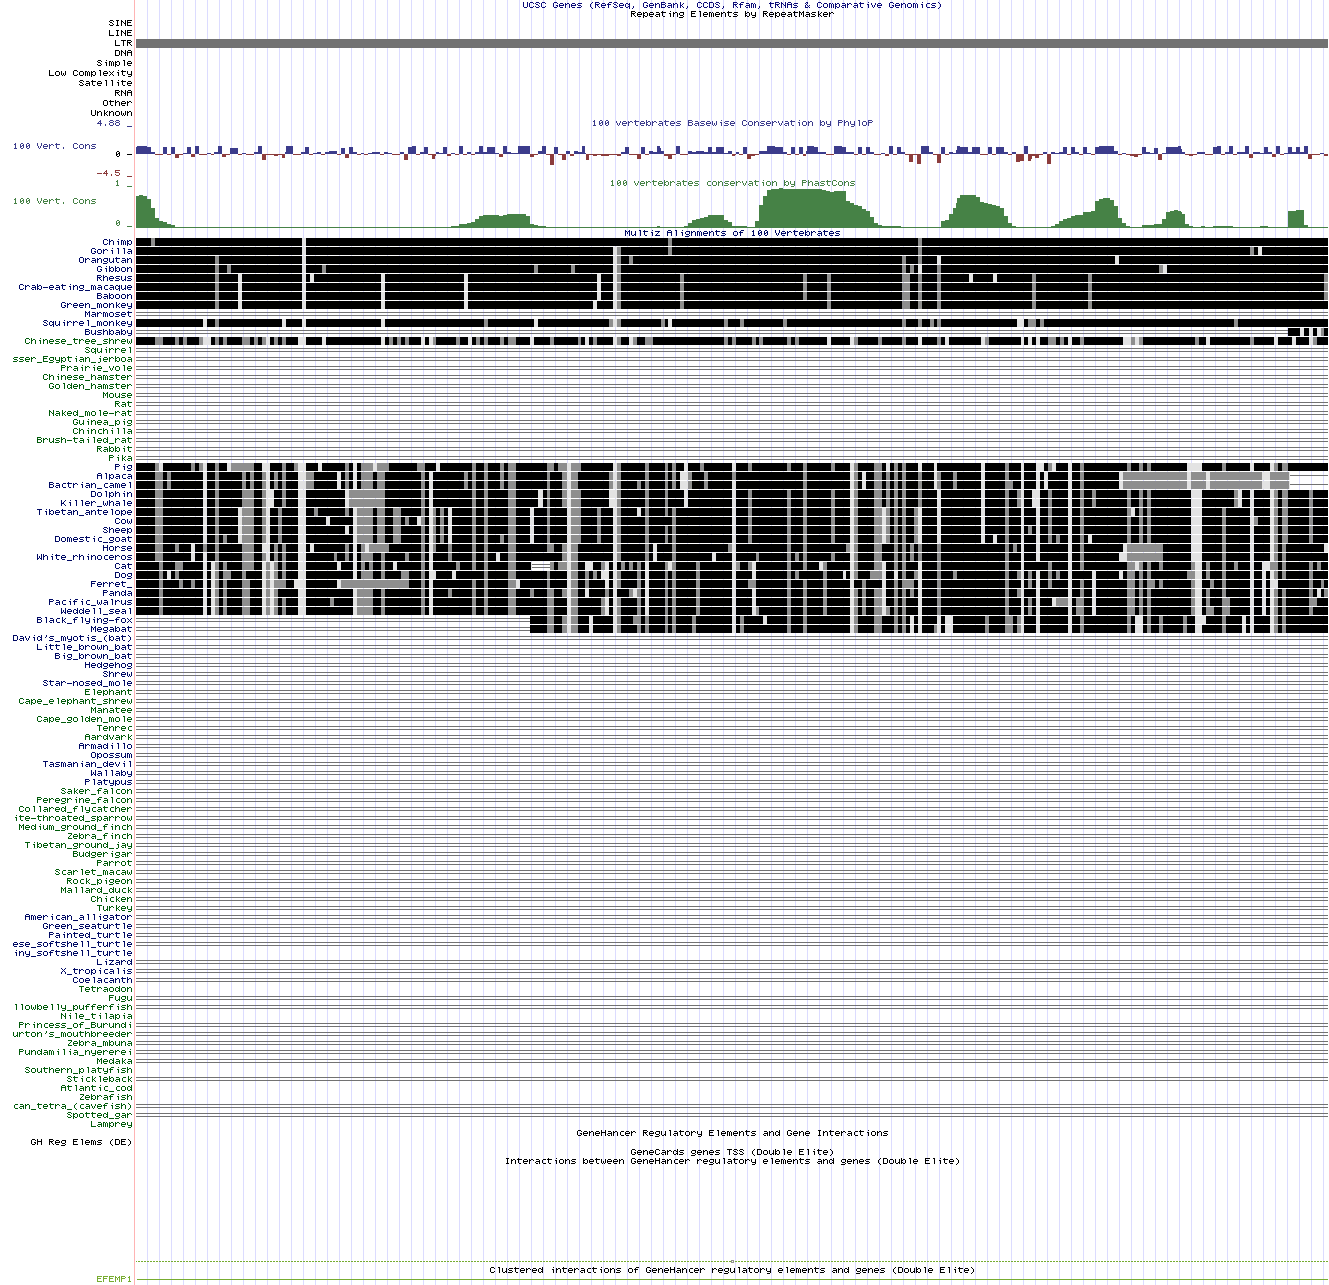 UCSC Genes (RefSeq, GenBank, CCDS, Rfam, tRNAs & Comparative Genomics)
Repeating Elements by RepeatMasker
SINE
LINE
LTR
DNA
Simple
Low Complexity
Satellite
RNA
Other
Unknown
100 vertebrates Basewise Conservation by PhyloP
4.88 _
100 Vert. Cons
0 _
-4.5 _
100 vertebrates conservation by PhastCons
1 _
100 Vert. Cons
0 _
Multiz Alignments of 100 Vertebrates
Chimp
Gorilla
Orangutan
Gibbon
Rhesus
Crab-eating_macaque
Baboon
Green_monkey
Marmoset
Squirrel_monkey
Bushbaby
Chinese_tree_shrew
Squirrel
sser_Egyptian_jerboa
Prairie_vole
Chinese_hamster
Golden_hamster
Mouse
Rat
Naked_mole-rat
Guinea_pig
Chinchilla
Brush-tailed_rat
Rabbit
Pika
Pig
Alpaca
Bactrian_camel
Dolphin
Killer_whale
Tibetan_antelope
Cow
Sheep
Domestic_goat
Horse
White_rhinoceros
Cat
Dog
Ferret_
Panda
Pacific_walrus
Weddell_seal
Black_flying-fox
Megabat
David's_myotis_(bat)
Little_brown_bat
Big_brown_bat
Hedgehog
Shrew
Star-nosed_mole
Elephant
Cape_elephant_shrew
Manatee
Cape_golden_mole
Tenrec
Aardvark
Armadillo
Opossum
Tasmanian_devil
Wallaby
Platypus
Saker_falcon
Peregrine_falcon
Collared_flycatcher
ite-throated_sparrow
Medium_ground_finch
Zebra_finch
Tibetan_ground_jay
Budgerigar
Parrot
Scarlet_macaw
Rock_pigeon
Mallard_duck
Chicken
Turkey
American_alligator
Green_seaturtle
Painted_turtle
ese_softshell_turtle
iny_softshell_turtle
Lizard
X_tropicalis
Coelacanth
Tetraodon
Fugu
llowbelly_pufferfish
Nile_tilapia
Princess_of_Burundi
urton's_mouthbreeder
Zebra_mbuna
Pundamilia_nyererei
Medaka
Southern_platyfish
Stickleback
Atlantic_cod
Zebrafish
can_tetra_(cavefish)
Spotted_gar
Lamprey
GeneHancer Regulatory Elements and Gene Interactions
GH Reg Elems (DE)
GeneCards genes TSS (Double Elite)
Interactions between GeneHancer regulatory elements and genes (Double Elite)
Clustered interactions of GeneHancer regulatory elements and genes (Double Elite)
EFEMP1